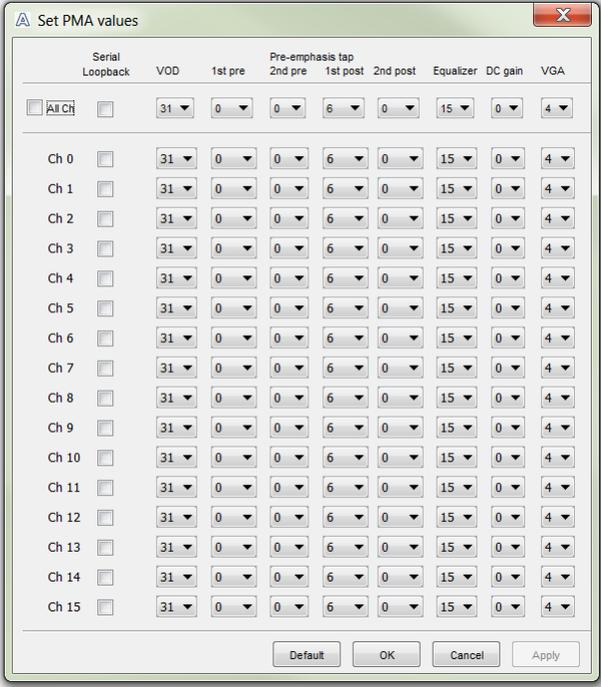 Set PMA values
Serial Loopback VOD Pre-emphasis tap 1st pre 2nd pre 1st post 2nd post Equalizer DC gain VGA
All Ch 31 0 0 6 0 15 0 4
Ch 0 31 0 0 6 0 15 0 4
Ch 1 31 0 0 6 0 15 0 4
Ch 2 31 0 0 6 0 15 0 4
Ch 3 31 0 0 6 0 15 0 4
Ch 4 31 0 0 6 0 15 0 4
Ch 5 31 0 0 6 0 15 0 4
Ch 6 31 0 0 6 0 15 0 4
Ch 7 31 0 0 6 0 15 0 4
Ch 8 31 0 0 6 0 15 0 4
Ch 9 31 0 0 6 0 15 0 4
Ch 10 31 0 0 6 0 15 0 4
Ch 11 31 0 0 6 0 15 0 4
Ch 12 31 0 0 6 0 15 0 4
Ch 13 31 0 0 6 0 15 0 4
Ch 14 31 0 0 6 0 15 0 4
Ch 15 31 0 0 6 0 15 0 4
Default OK Cancel Apply